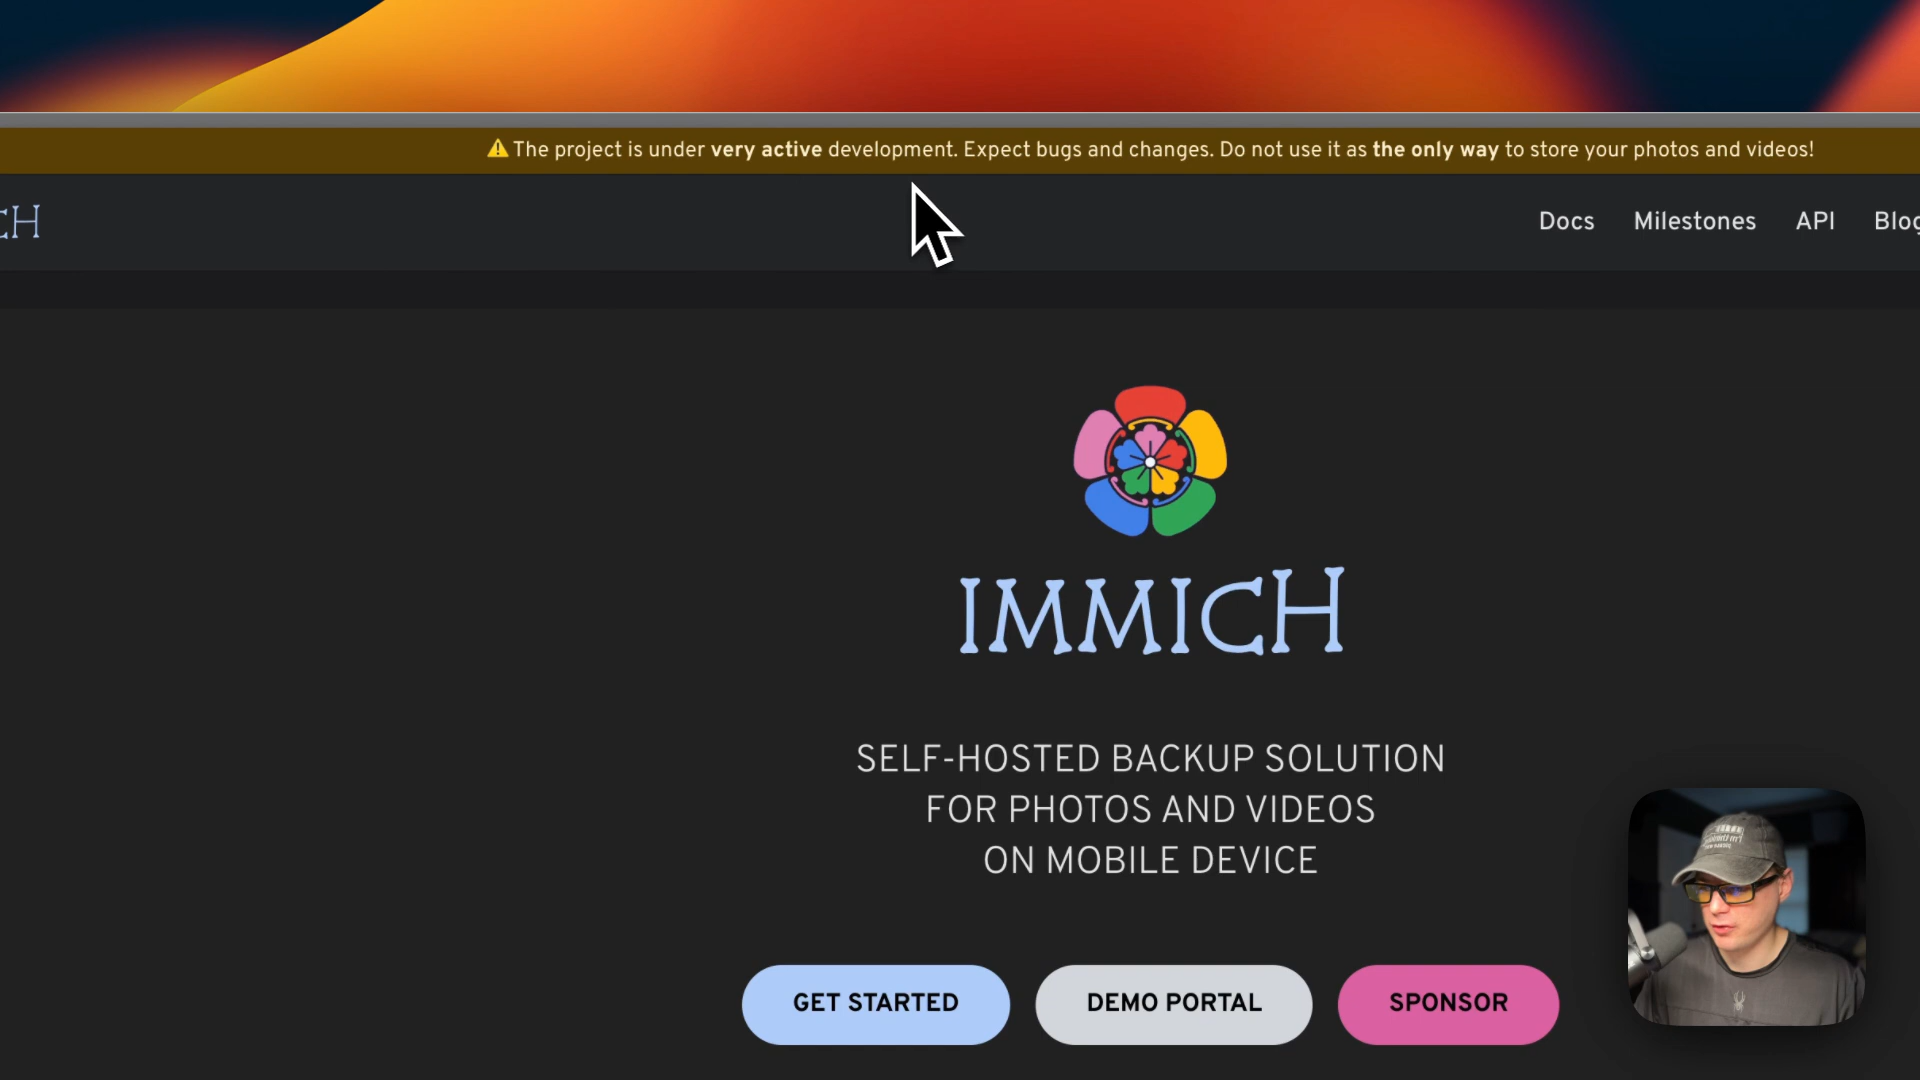 ⚠️ The project is under very active development. Expect bugs and changes. Do not use it as the only way to store your photos and videos!
CH Docs Milestones API Blog
IMMICH
SELF-HOSTED BACKUP SOLUTION
FOR PHOTOS AND VIDEOS
ON MOBILE DEVICE
GET STARTED DEMO PORTAL SPONSOR